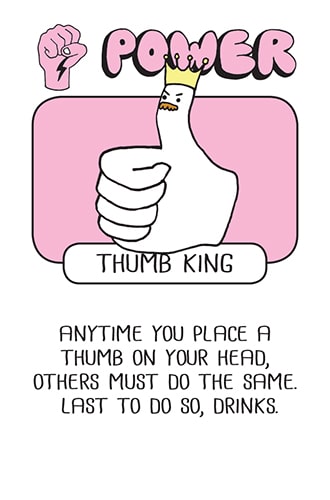 POWER
THUMB KING
ANYTIME YOU PLACE A
THUMB ON YOUR HEAD,
OTHERS MUST DO THE SAME.
LAST TO DO SO, DRINKS.